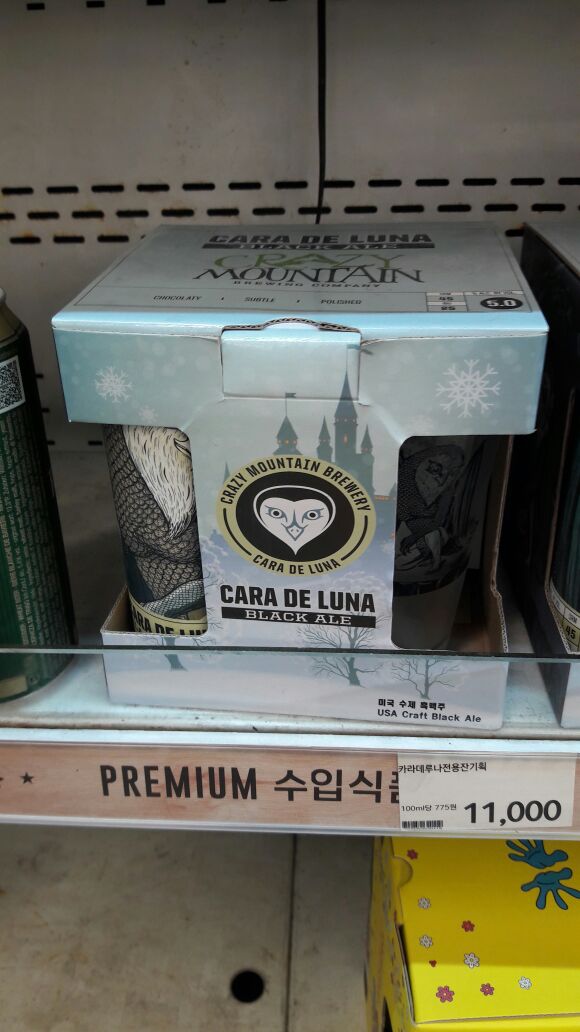 CARA DE LUNA
BLACK ALE
CRAZY
MOUNTAIN
BREWING COMPANY
CHOCOLATY | SUBTLE | POLISHED
45
25
5.0
CRAZY MOUNTAIN BREWERY
CARA DE LUNA
CARA DE LUNA
BLACK ALE
미국 수제 흑맥주
USA Craft Black Ale
PREMIUM 수입식
카라데루나전용잔기획
100ml당 775원
11,000